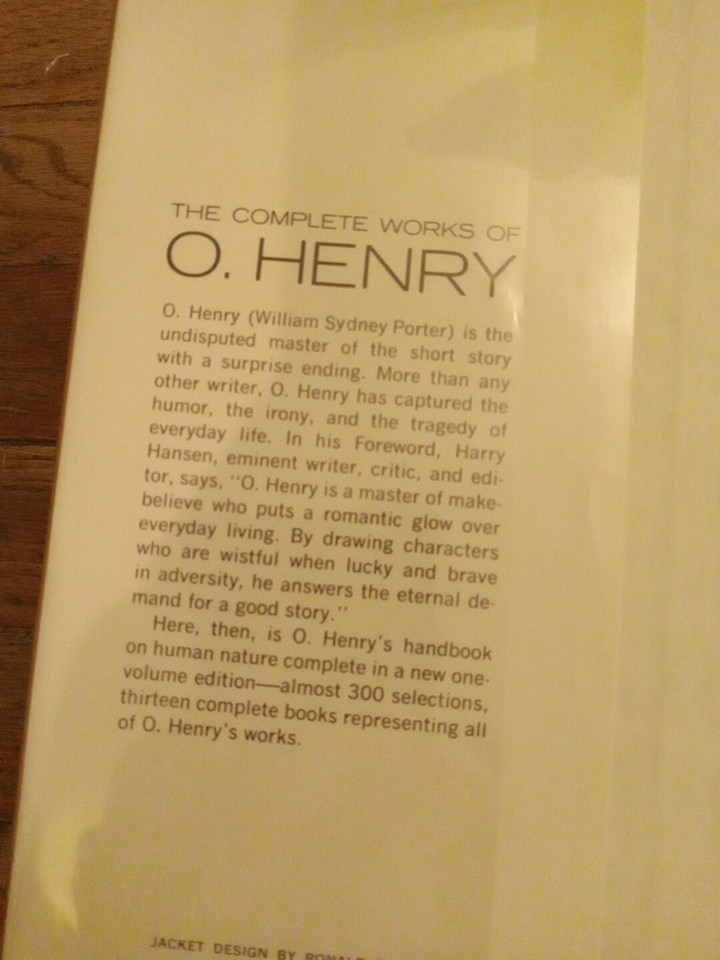 THE COMPLETE WORKS OF
O. HENRY
O. Henry (William Sydney Porter) is the
undisputed master of the short story
with a surprise ending. More than any
other writer, O. Henry has captured the
humor, the irony, and the tragedy of
everyday life. In his Foreword, Harry
Hansen, eminent writer, critic, and edi-
tor, says, "O. Henry is a master of make-
believe who puts a romantic glow over
everyday living. By drawing characters
who are wistful when lucky and brave
in adversity, he answers the eternal de-
mand for a good story."
Here, then, is O. Henry's handbook
on human nature complete in a new one-
volume edition—almost 300 selections,
thirteen complete books representing all
of O. Henry's works.
JACKET DESIGN BY